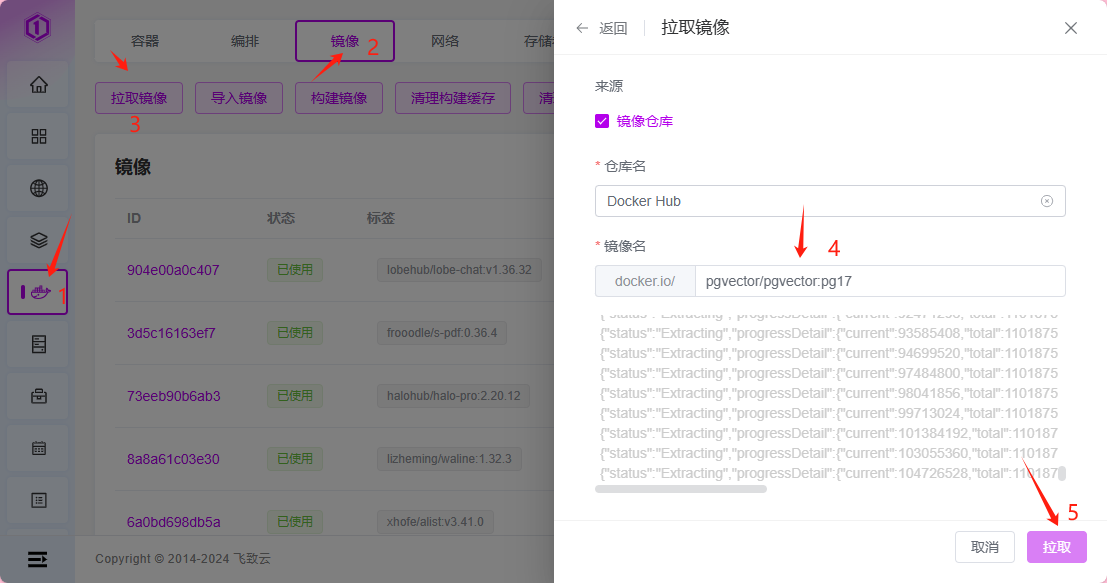 容器 编排 镜像 2 网络
拉取镜像 导入镜像 构建镜像 清理构建缓存
3
镜像
ID 状态 标签
904e00a0c407 已使用 lobehub/lobe-chat:v1.36.32
1
3d5c16163ef7 已使用 frooodle/s-pdf:0.36.4
73eeb90b6ab3 已使用 halohub/halo-pro:2.20.12
8a8a61c03e30 已使用 lizheming/waline:1.32.3
6a0bd698db5a 已使用 xhofe/alist:v3.41.0
Copyright © 2014-2024 飞致云
返回 拉取镜像
来源
镜像仓库
* 仓库名
Docker Hub
* 镜像名
4
docker.io/ pgvector/pgvector:pg17
{"status":"Extracting","progressDetail":{"current":93585408,"total":1101875
{"status":"Extracting","progressDetail":{"current":94699520,"total":1101875
{"status":"Extracting","progressDetail":{"current":97484800,"total":1101875
{"status":"Extracting","progressDetail":{"current":98041856,"total":1101875
{"status":"Extracting","progressDetail":{"current":99713024,"total":1101875
{"status":"Extracting","progressDetail":{"current":101384192,"total":110187
{"status":"Extracting","progressDetail":{"current":103055360,"total":110187
{"status":"Extracting","progressDetail":{"current":104726528,"total":110187
5
取消 拉取